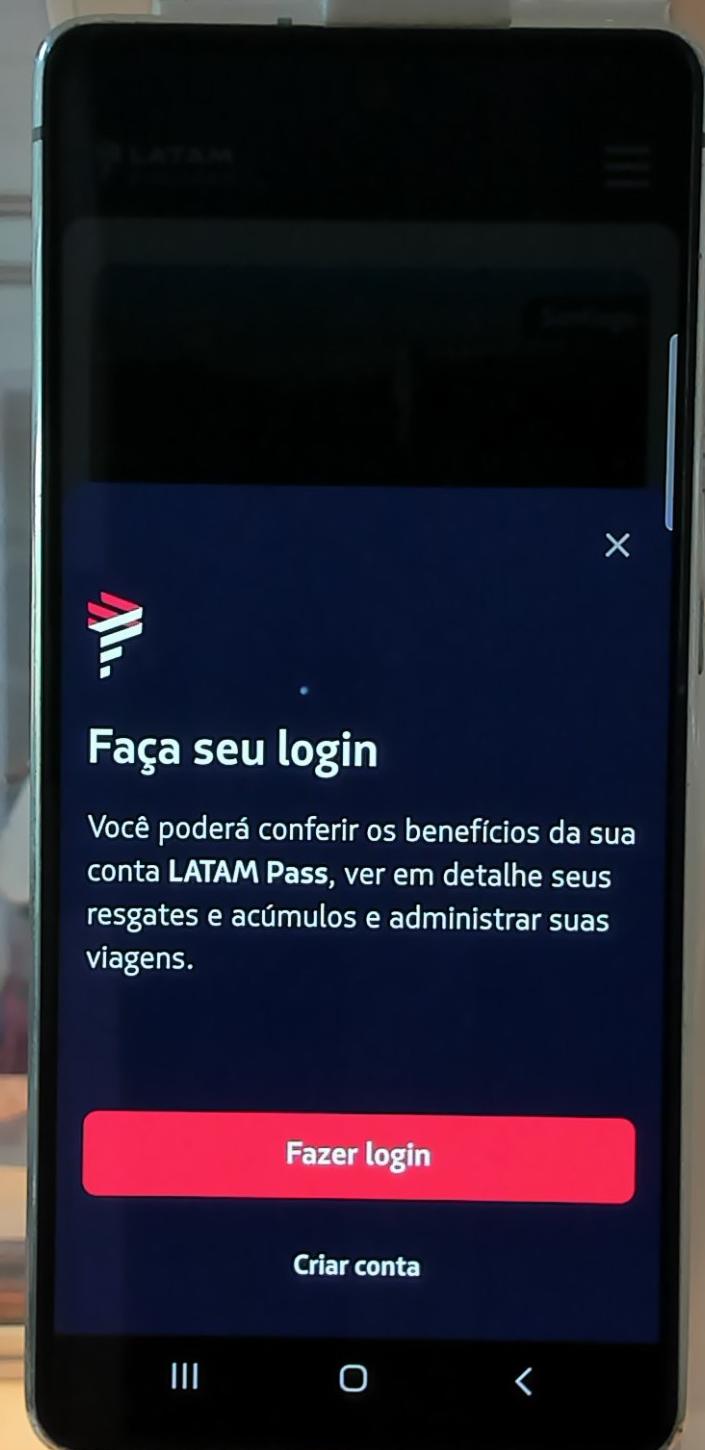 LATAM
Santiago
Faça seu login
Você poderá conferir os benefícios da sua
conta LATAM Pass, ver em detalhe seus
resgates e acúmulos e administrar suas
viagens.
Fazer login
Criar conta